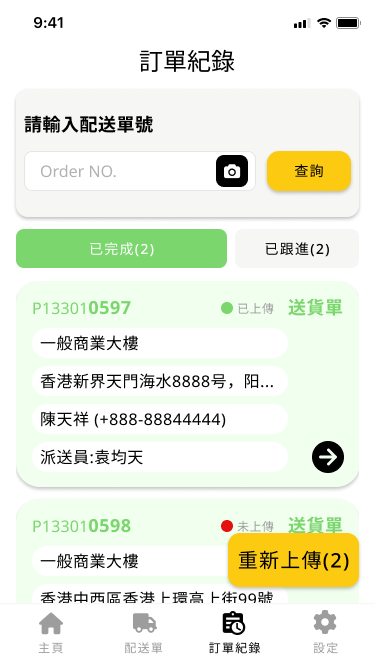 9:41
訂單紀錄
請輸入配送單號
Order NO.
查詢
已完成(2)
已跟進(2)
P133010597
已上傳
送貨單
一般商業大樓
香港新界天門海水8888号，阳...
陳天祥 (+888-88844444)
派送員:袁均天
P133010598
未上傳
送貨單
一般商業大樓
重新上傳(2)
香港中西區香港上環高上街99號
主頁
配送單
訂單紀錄
設定